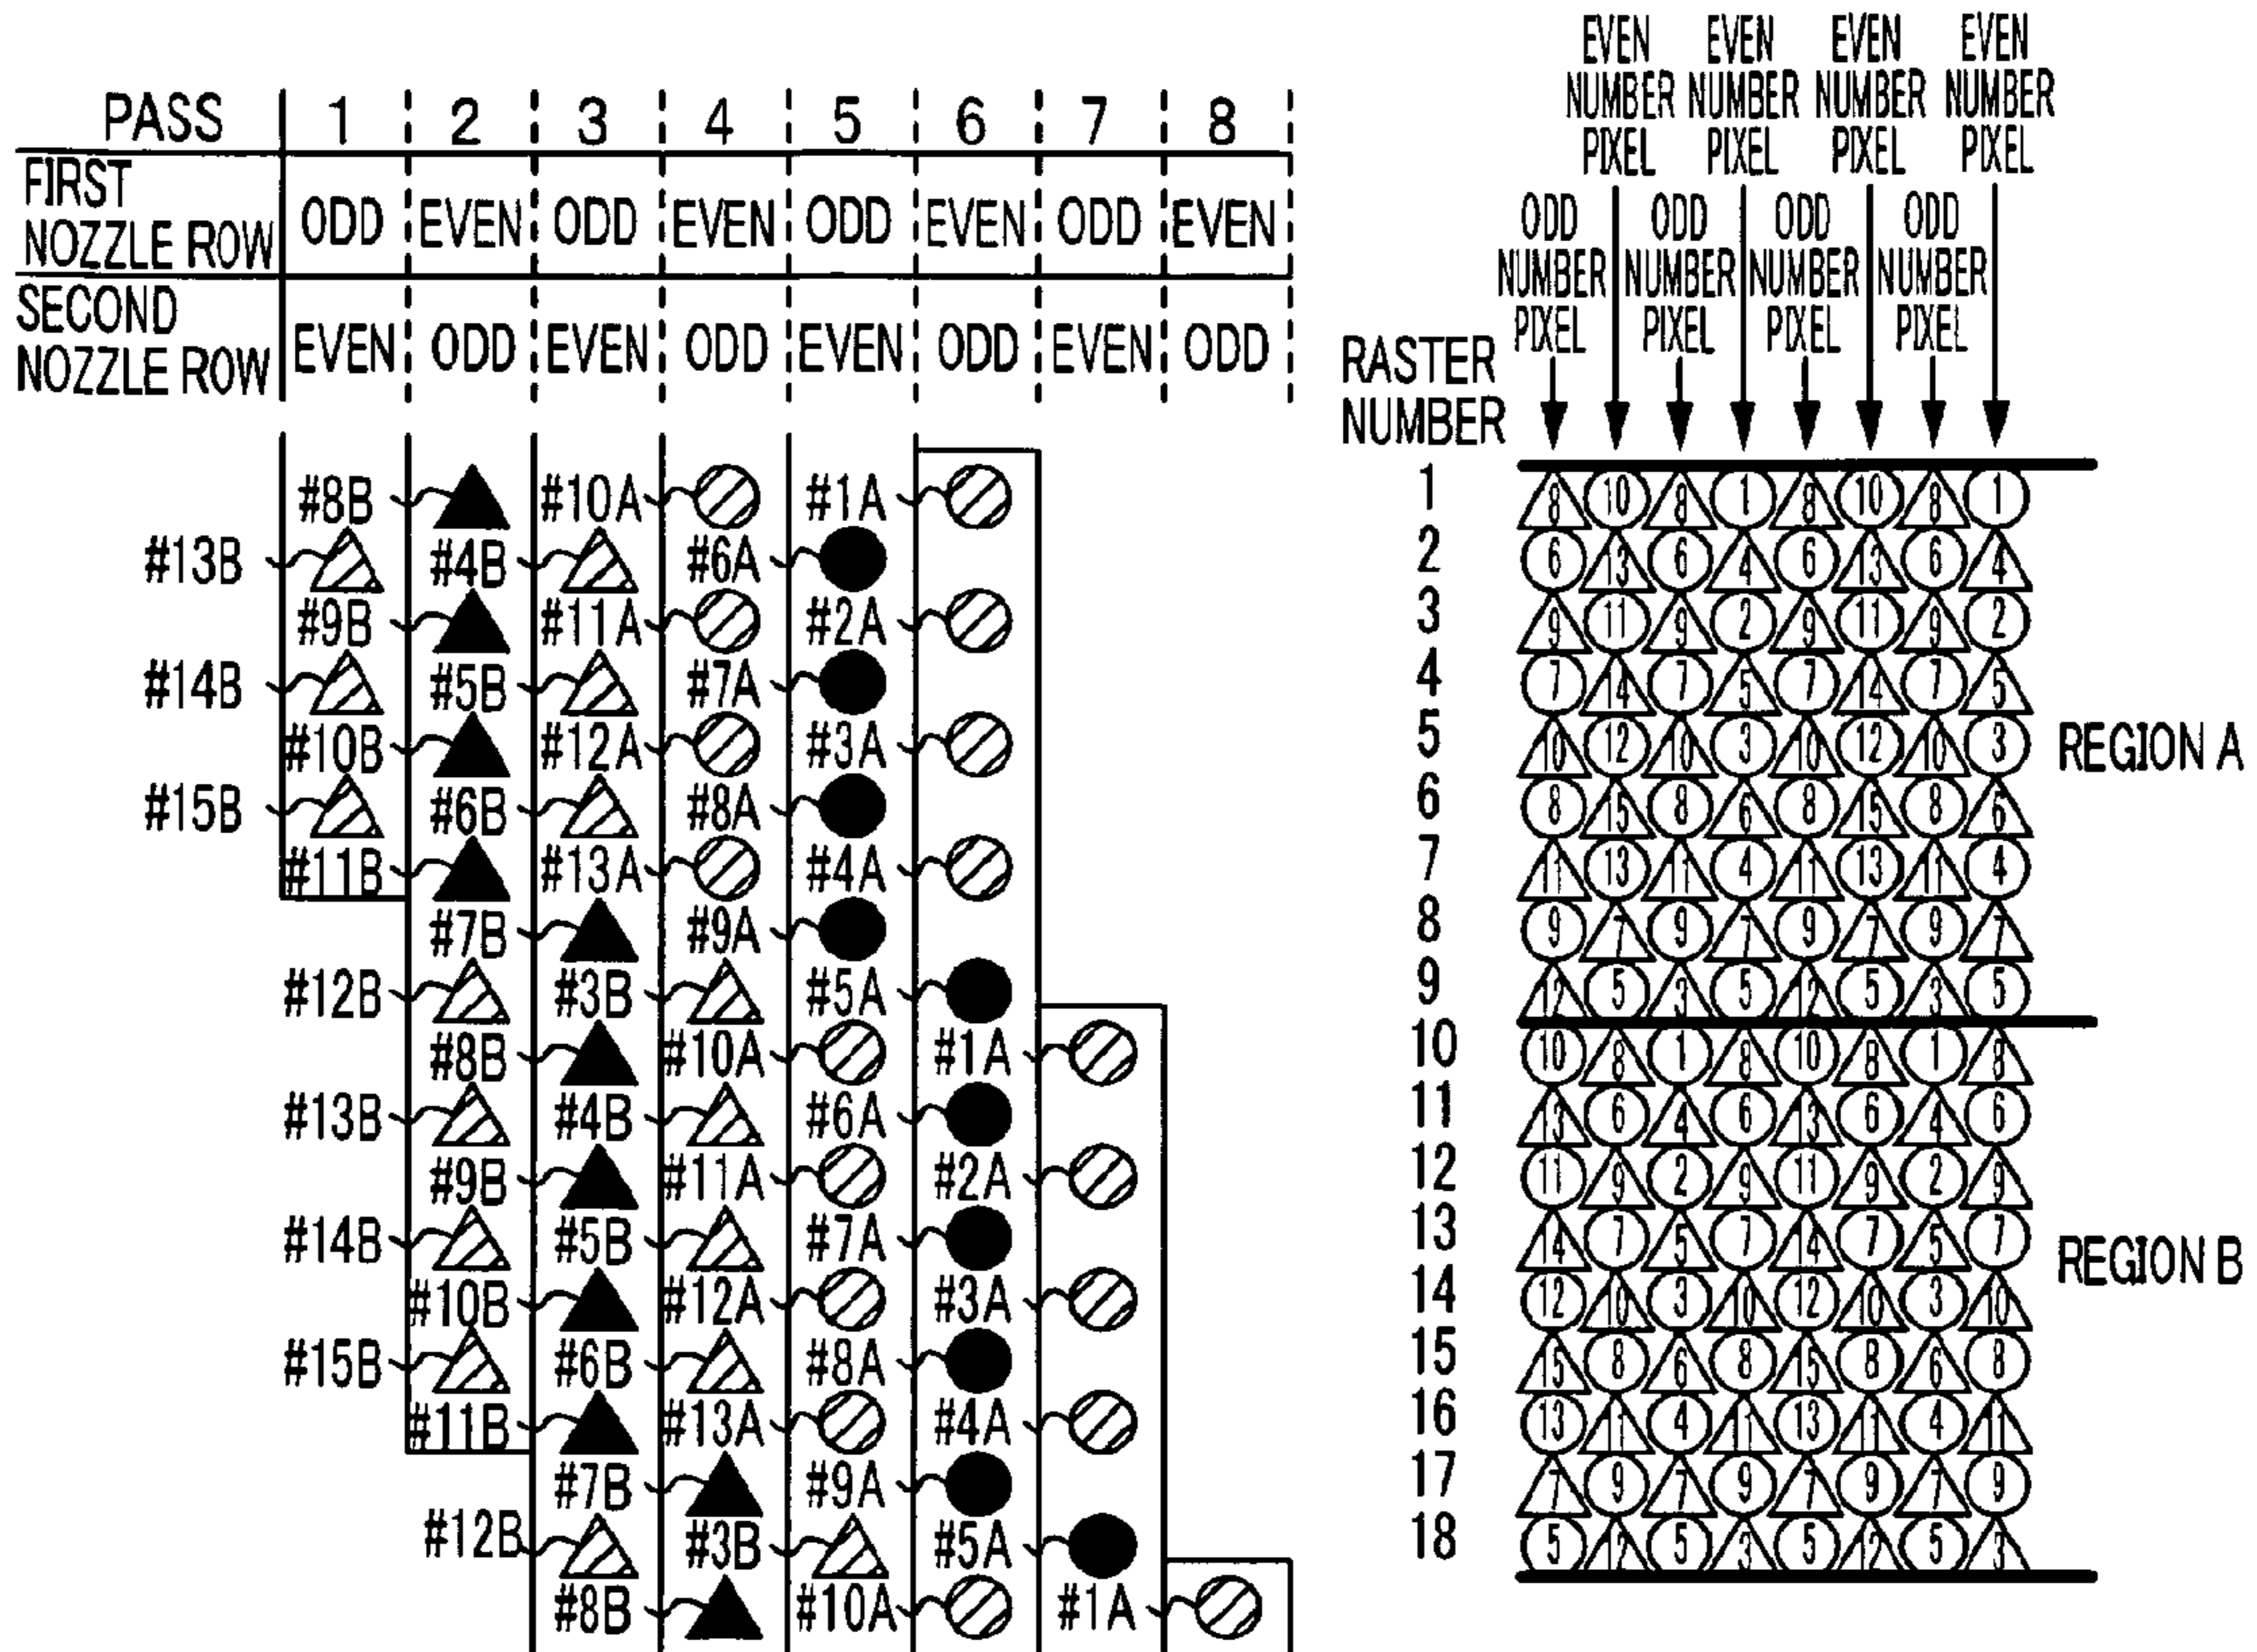 PASS 1 2 3 4 5 6 7 8
FIRST
NOZZLE ROW ODD EVEN ODD EVEN ODD EVEN ODD EVEN
SECOND
NOZZLE ROW EVEN ODD EVEN ODD EVEN ODD EVEN ODD
#8B #10A #1A
#13B #4B #6A
#9B #11A #2A
#14B #5B #7A
#10B #12A #3A
#15B #6B #8A
#11B #13A #4A
#7B #9A
#12B #3B #5A
#8B #10A #1A
#13B #4B #6A
#9B #11A #2A
#14B #5B #7A
#10B #12A #3A
#15B #6B #8A
#11B #13A #4A
#7B #9A
#12B #3B #5A
#8B #10A #1A
EVEN EVEN EVEN EVEN
NUMBER NUMBER NUMBER NUMBER
PIXEL PIXEL PIXEL PIXEL
ODD ODD ODD ODD
NUMBER NUMBER NUMBER NUMBER
PIXEL PIXEL PIXEL PIXEL
RASTER
NUMBER
1 8 10 8 1 8 10 8 1
2 6 13 6 4 6 13 6 4
3 9 11 9 2 9 11 9 2
4 7 14 7 5 7 14 7 5
5 10 12 10 3 10 12 10 3 REGION A
6 8 15 8 6 8 15 8 6
7 11 13 11 4 11 13 11 4
8 9 7 9 7 9 7 9 7
9 12 5 3 5 12 5 3 5
10 10 8 1 8 10 8 1 8
11 13 6 4 6 13 6 4 6
12 11 9 2 9 11 9 2 9
13 14 7 5 7 14 7 5 7 REGION B
14 12 10 3 10 12 10 3 10
15 15 8 6 8 15 8 6 8
16 13 11 4 11 13 11 4 11
17 7 9 7 9 7 9 7 9
18 5 12 5 3 5 12 5 3